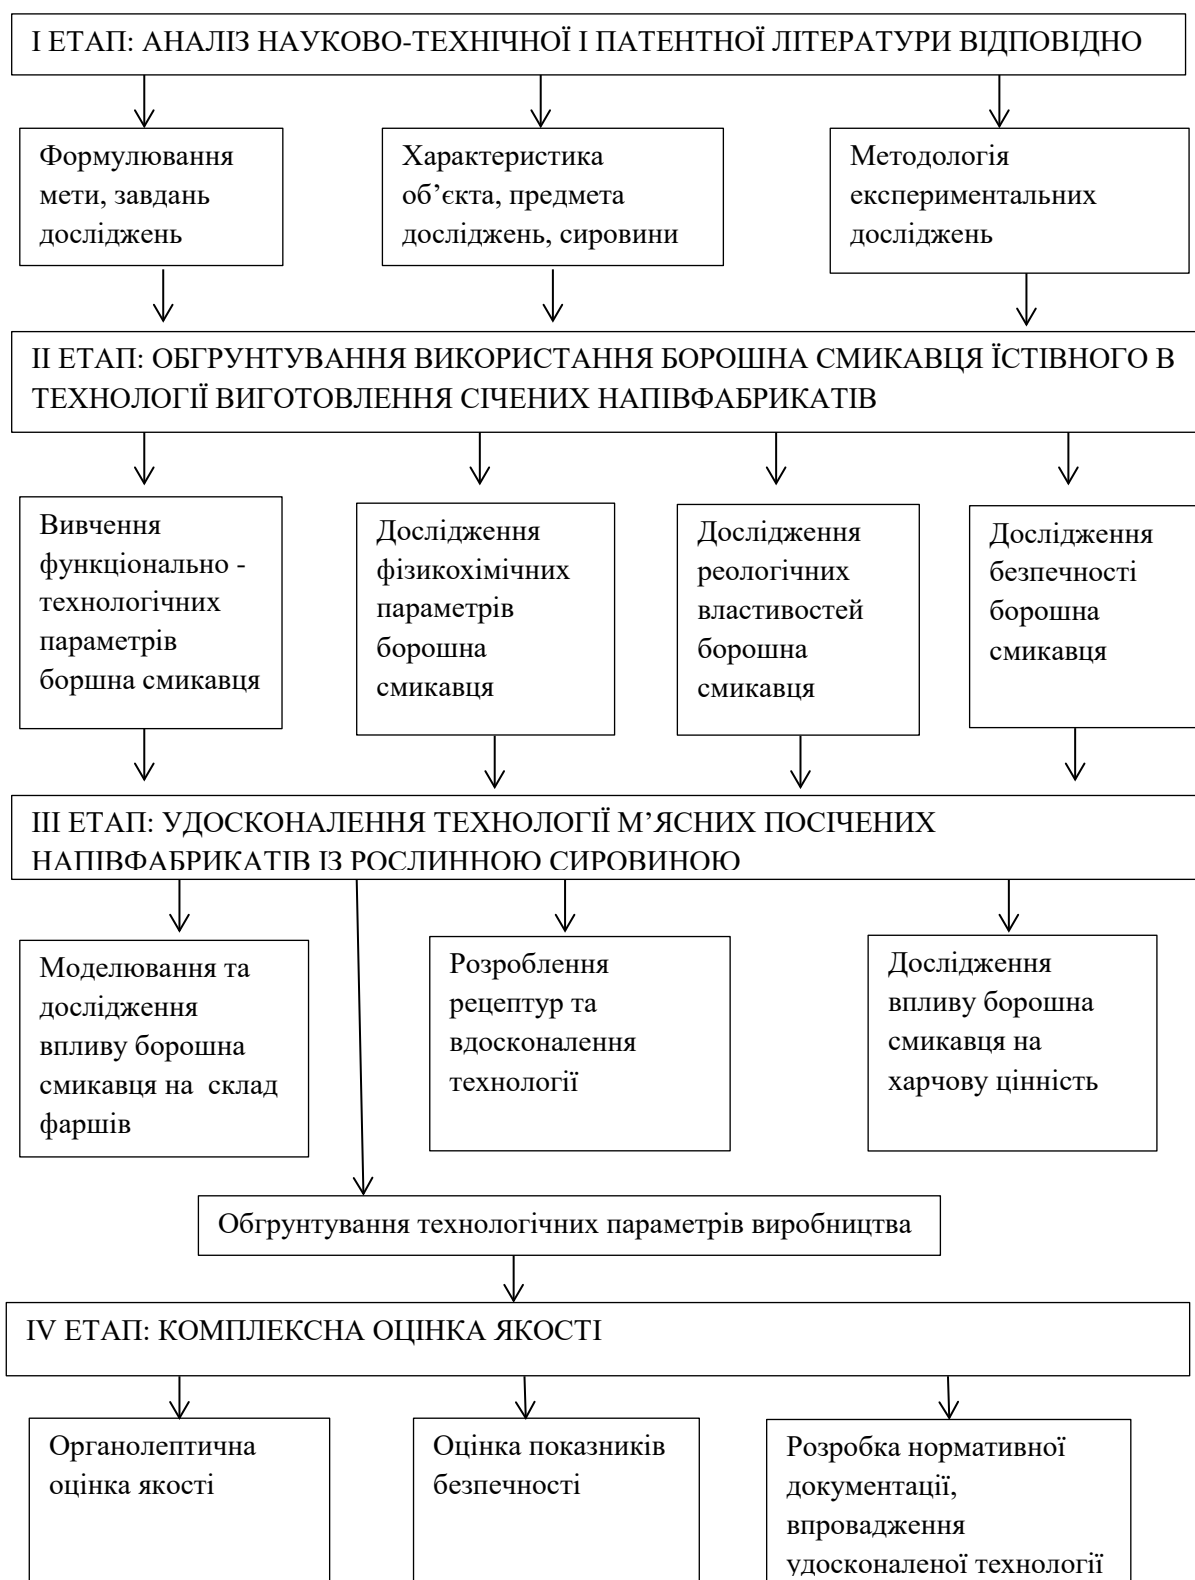 І ЕТАП: АНАЛІЗ НАУКОВО-ТЕХНІЧНОЇ І ПАТЕНТНОЇ ЛІТЕРАТУРИ ВІДПОВІДНО
Формулювання
мети, завдань
досліджень
Характеристика
об’єкта, предмета
досліджень, сировини
Методологія
експериментальних
досліджень
ІІ ЕТАП: ОБГРУНТУВАННЯ ВИКОРИСТАННЯ БОРОШНА СМИКАВЦЯ ЇСТІВНОГО В
ТЕХНОЛОГІЇ ВИГОТОВЛЕННЯ СІЧЕНИХ НАПІВФАБРИКАТІВ
Вивчення
функціонально -
технологічних
параметрів
боршна смикавця
Дослідження
фізикохімічних
параметрів
борошна
смикавця
Дослідження
реологічних
властивостей
борошна
смикавця
Дослідження
безпечності
борошна
смикавця
ІІІ ЕТАП: УДОСКОНАЛЕННЯ ТЕХНОЛОГІЇ М’ЯСНИХ ПОСІЧЕНИХ
НАПІВФАБРИКАТІВ ІЗ РОСЛИННОЮ СИРОВИНОЮ
Моделювання та
дослідження
впливу борошна
смикавця на склад
фаршів
Розроблення
рецептур та
вдосконалення
технології
Дослідження
впливу борошна
смикавця на
харчову цінність
Обгрунтування технологічних параметрів виробництва
IV ЕТАП: КОМПЛЕКСНА ОЦІНКА ЯКОСТІ
Органолептична
оцінка якості
Оцінка показників
безпечності
Розробка нормативної
документації,
впровадження
удосконаленої технології